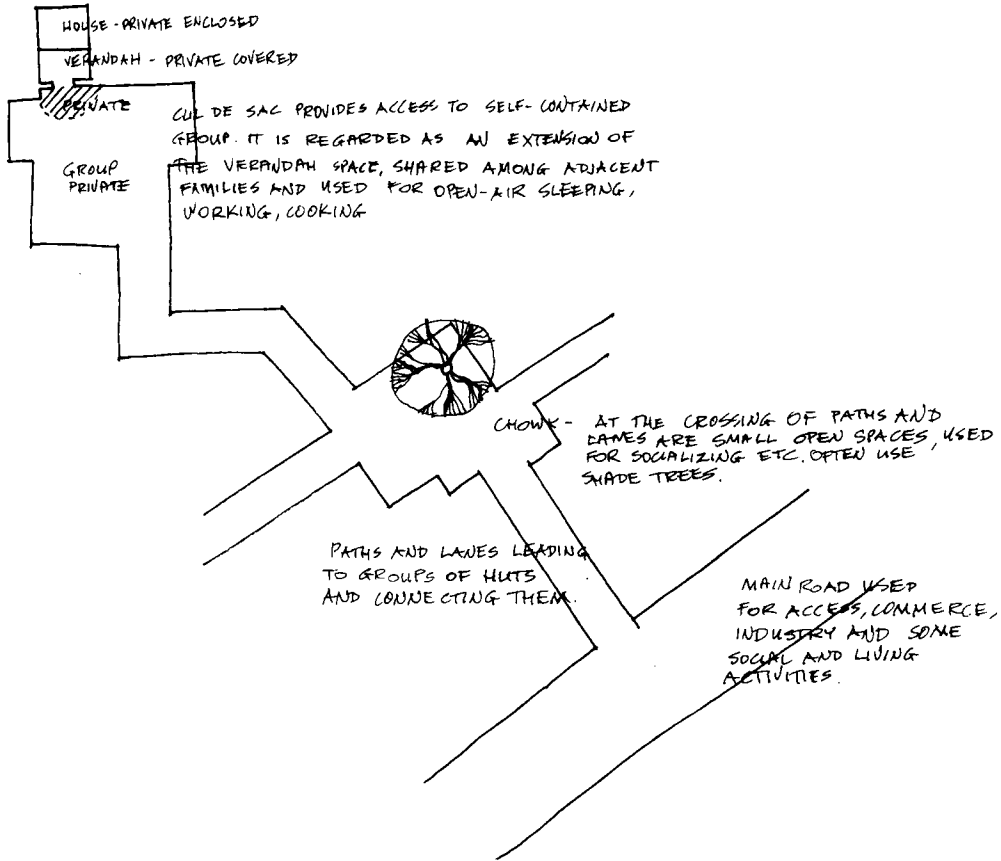 HOUSE - PRIVATE ENCLOSED
VERANDAH - PRIVATE COVERED
PRIVATE
GROUP
PRIVATE
CUL DE SAC PROVIDES ACCESS TO SELF-CONTAINED
GROUP. IT IS REGARDED AS AN EXTENSION OF
THE VERANDAH SPACE, SHARED AMONG ADJACENT
FAMILIES AND USED FOR OPEN-AIR SLEEPING,
WORKING, COOKING
CHOWK - AT THE CROSSING OF PATHS AND
LANES ARE SMALL OPEN SPACES, USED
FOR SOCIALIZING ETC. OFTEN USE
SHADE TREES.
PATHS AND LANES LEADING
TO GROUPS OF HUTS
AND CONNECTING THEM.
MAIN ROAD USED
FOR ACCESS, COMMERCE,
INDUSTRY AND SOME
SOCIAL AND LIVING
ACTIVITIES.